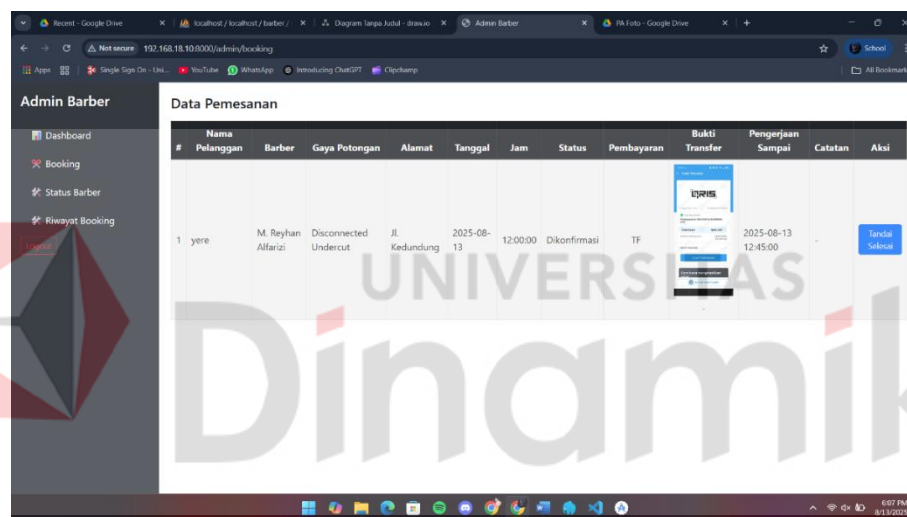 Recent - Google Drive
localhost / localhost / barber /
Diagram Tanpa Judul - draw.io
Admin Barber
PA Foto - Google Drive
Not secure 192.168.18.10:8000/admin/booking
School
Apps
Single Sign On - Uni...
YouTube
WhatsApp
Introducing ChatGPT
Clipchamp
All Bookmark
Admin Barber
Dashboard
Booking
Status Barber
Riwayat Booking
Logout
Data Pemesanan
# Nama Pelanggan Barber Gaya Potongan Alamat Tanggal Jam Status Pembayaran Bukti Transfer Pengerjaan Sampai Catatan Aksi
1 yere M. Reyhan Alfarizi Disconnected Undercut Jl. Kedundung 2025-08-13 12:00:00 Dikonfirmasi TF 2025-08-13 12:45:00 - Tandai Selesai
QRIS
UNIVERSITAS
Dinamik
6:07 PM
8/13/2025